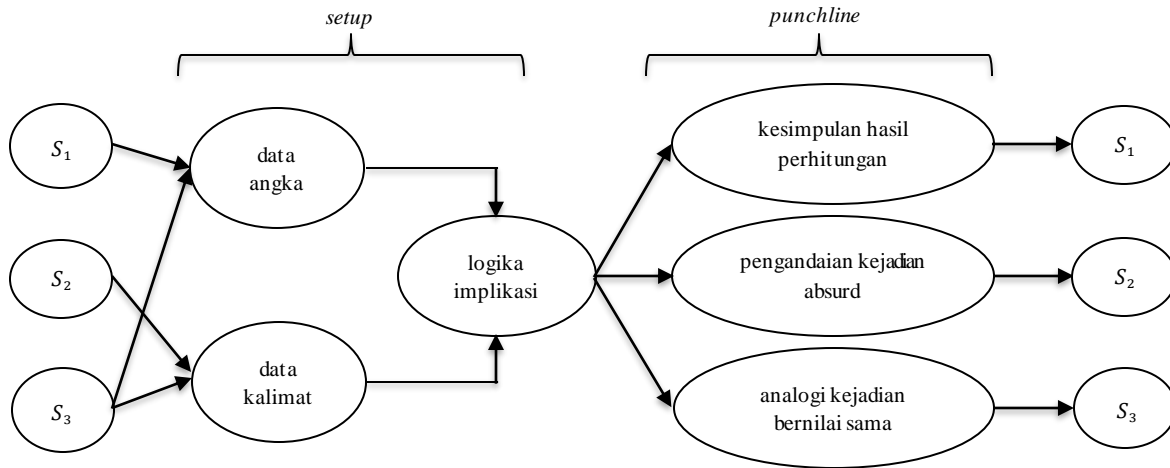 setup
punchline
S₁
data
angka
kesimpulan hasil
perhitungan
S₁
S₂
logika
implikasi
pengandaian kejadian
absurd
S₂
S₃
data
kalimat
analogi kejadian
bernilai sama
S₃